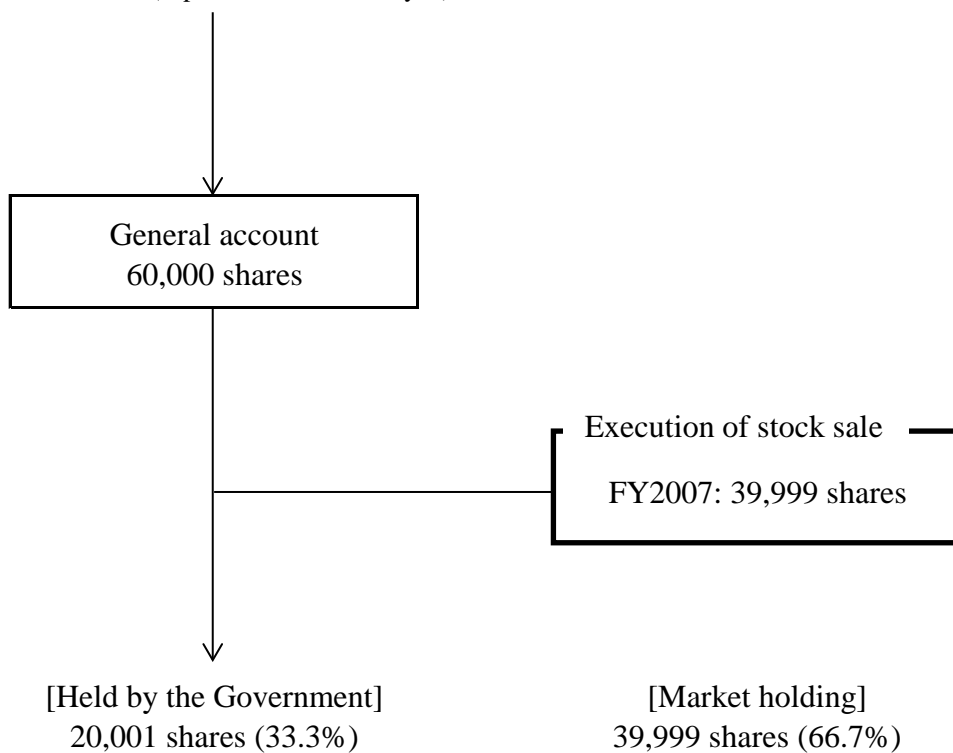 General account
60,000 shares
Execution of stock sale
FY2007: 39,999 shares
[Held by the Government]
20,001 shares (33.3%)
[Market holding]
39,999 shares (66.7%)